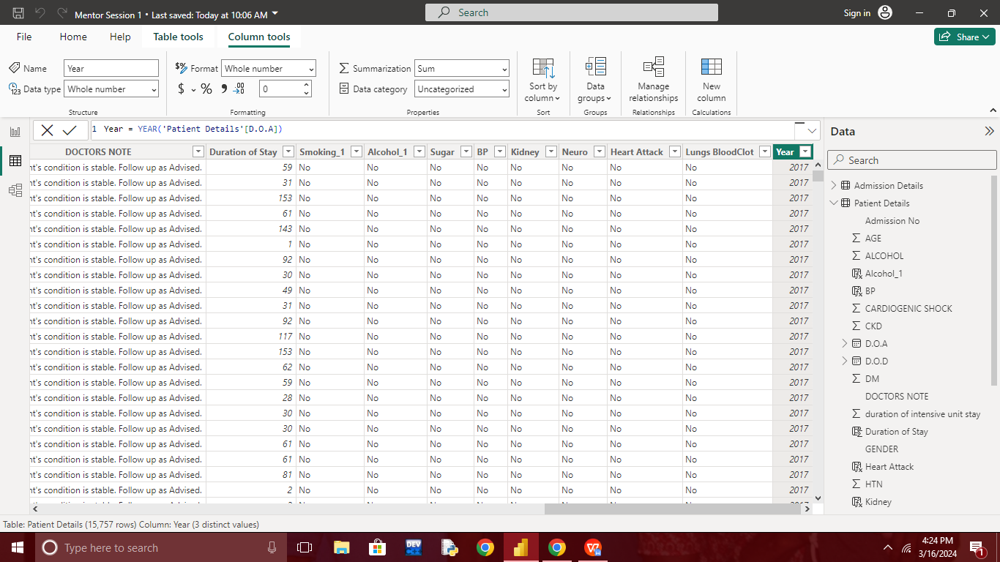 Mentor Session 1 • Last saved: Today at 10:06 AM
Search
Sign in
File Home Help Table tools Column tools
Share
Name Year
Data type Whole number
Structure
$% Format Whole number
$ % 9 .00 0
Formatting
Summarization Sum
Data category Uncategorized
Properties
Sort by column
Sort
Data groups
Groups
Manage relationships
Relationships
New column
Calculations
1 Year = YEAR('Patient Details'[D.O.A])
DOCTORS NOTE Duration of Stay Smoking_1 Alcohol_1 Sugar BP Kidney Neuro Heart Attack Lungs BloodClot Year
nt's condition is stable. Follow up as Advised. 59 No No No No No No No No 2017
nt's condition is stable. Follow up as Advised. 31 No No No No No No No No 2017
nt's condition is stable. Follow up as Advised. 153 No No No No No No No No 2017
nt's condition is stable. Follow up as Advised. 61 No No No No No No No No 2017
nt's condition is stable. Follow up as Advised. 143 No No No No No No No No 2017
nt's condition is stable. Follow up as Advised. 1 No No No No No No No No 2017
nt's condition is stable. Follow up as Advised. 92 No No No No No No No No 2017
nt's condition is stable. Follow up as Advised. 30 No No No No No No No No 2017
nt's condition is stable. Follow up as Advised. 49 No No No No No No No No 2017
nt's condition is stable. Follow up as Advised. 31 No No No No No No No No 2017
nt's condition is stable. Follow up as Advised. 92 No No No No No No No No 2017
nt's condition is stable. Follow up as Advised. 117 No No No No No No No No 2017
nt's condition is stable. Follow up as Advised. 153 No No No No No No No No 2017
nt's condition is stable. Follow up as Advised. 62 No No No No No No No No 2017
nt's condition is stable. Follow up as Advised. 59 No No No No No No No No 2017
nt's condition is stable. Follow up as Advised. 28 No No No No No No No No 2017
nt's condition is stable. Follow up as Advised. 30 No No No No No No No No 2017
nt's condition is stable. Follow up as Advised. 30 No No No No No No No No 2017
nt's condition is stable. Follow up as Advised. 61 No No No No No No No No 2017
nt's condition is stable. Follow up as Advised. 61 No No No No No No No No 2017
nt's condition is stable. Follow up as Advised. 81 No No No No No No No No 2017
nt's condition is stable. Follow up as Advised. 2 No No No No No No No No 2017
Data
Search
Admission Details
Patient Details
Admission No
AGE
ALCOHOL
Alcohol_1
BP
CARDIOGENIC SHOCK
CKD
D.O.A
D.O.D
DM
DOCTORS NOTE
duration of intensive unit stay
Duration of Stay
GENDER
Heart Attack
HTN
Kidney
Table: Patient Details (15,757 rows) Column: Year (3 distinct values)
Type here to search
DEV
4:24 PM
3/16/2024
1